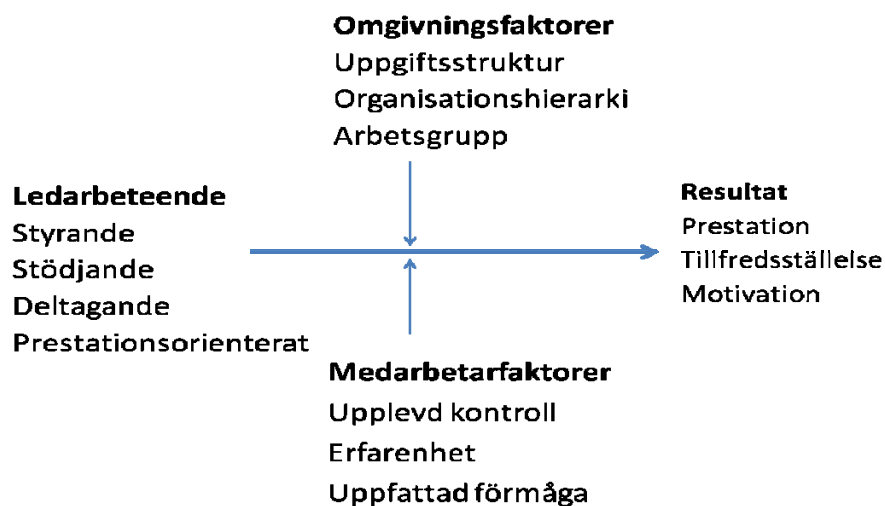 Omgivningsfaktorer
Uppgiftsstruktur
Organisationshierarki
Arbetsgrupp
Ledarbeteende
Styrande
Stödjande
Deltagande
Prestationsorienterat
Resultat
Prestation
Tillfredsställelse
Motivation
Medarbetarfaktorer
Upplevd kontroll
Erfarenhet
Uppfattad förmåga